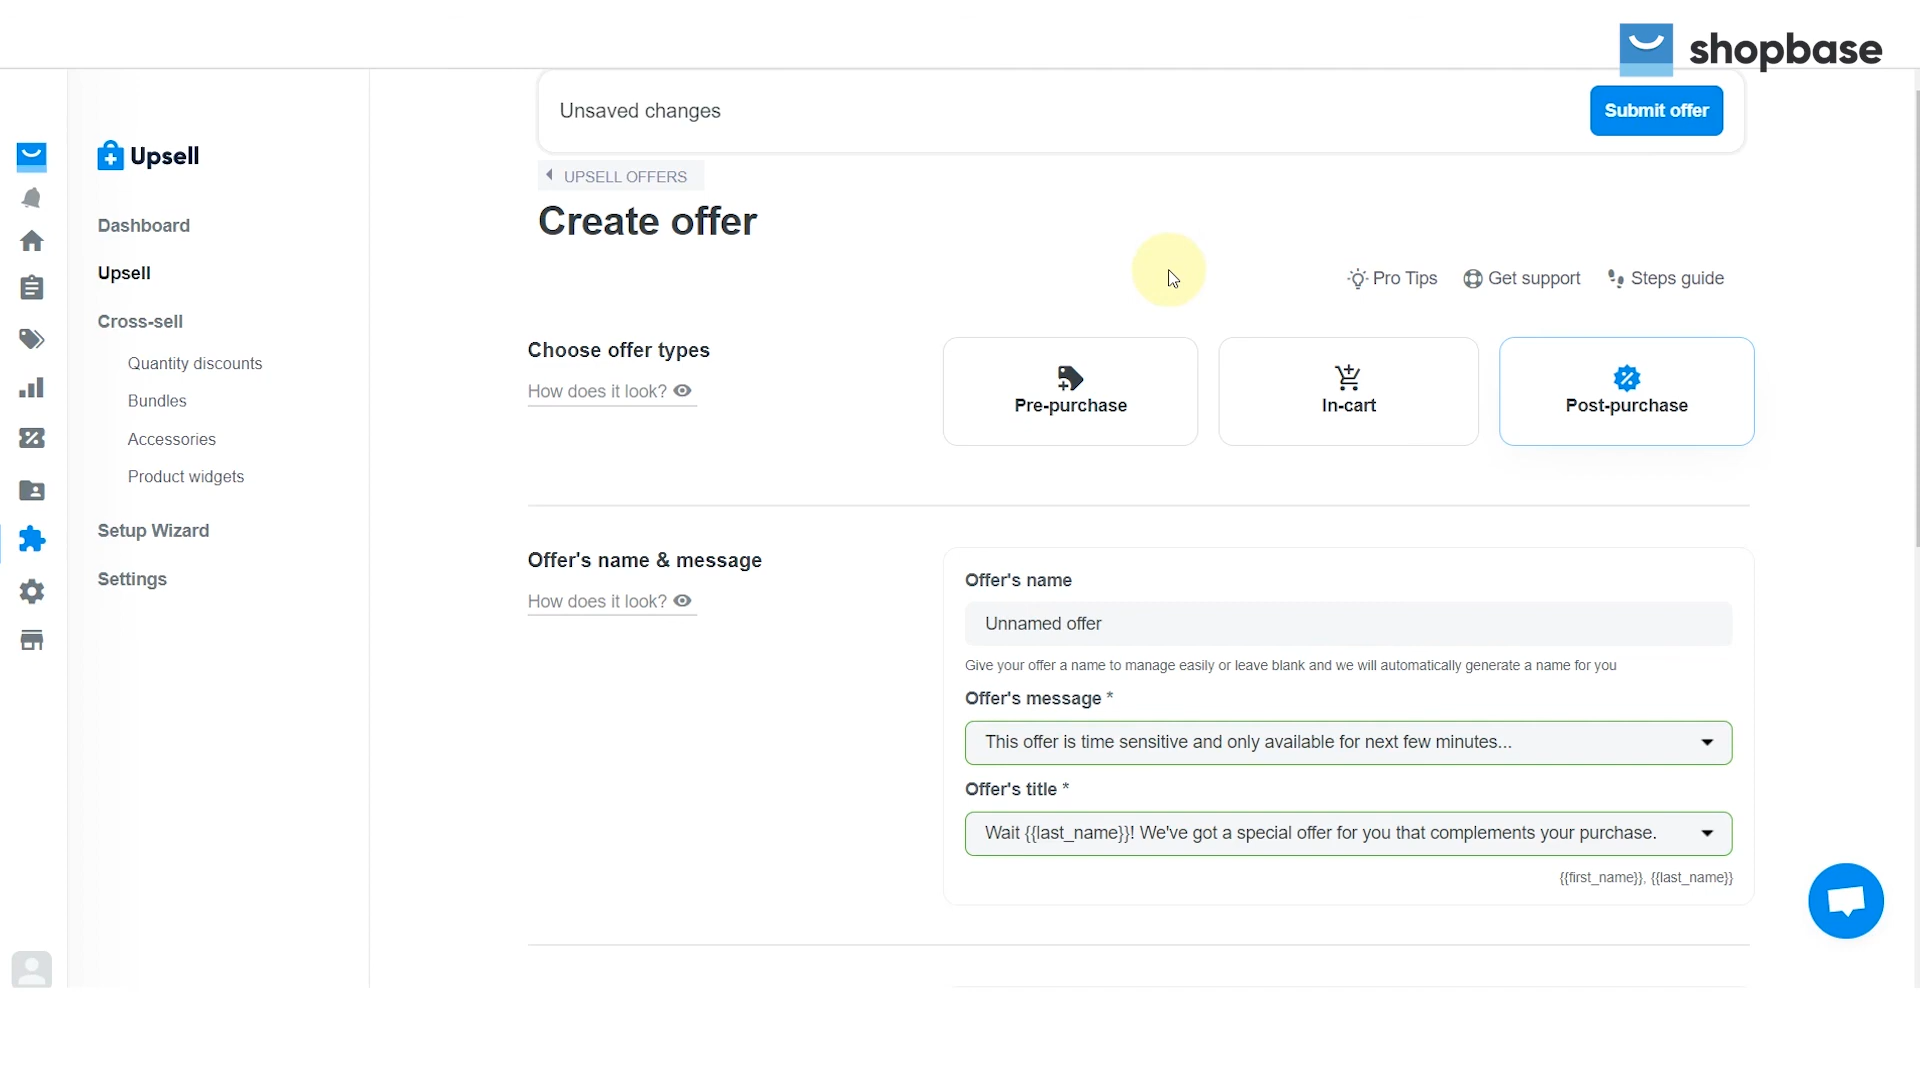 shopbase
Unsaved changes
Submit offer
Upsell
UPSELL OFFERS
Create offer
Dashboard
Upsell
Cross-sell
Quantity discounts
Bundles
Accessories
Product widgets
Setup Wizard
Settings
Pro Tips
Get support
Steps guide
Choose offer types
How does it look?
Pre-purchase
In-cart
Post-purchase
Offer's name & message
How does it look?
Offer's name
Unnamed offer
Give your offer a name to manage easily or leave blank and we will automatically generate a name for you
Offer's message *
This offer is time sensitive and only available for next few minutes...
Offer's title *
Wait {{last_name}}! We've got a special offer for you that complements your purchase.
{{first_name}}, {{last_name}}